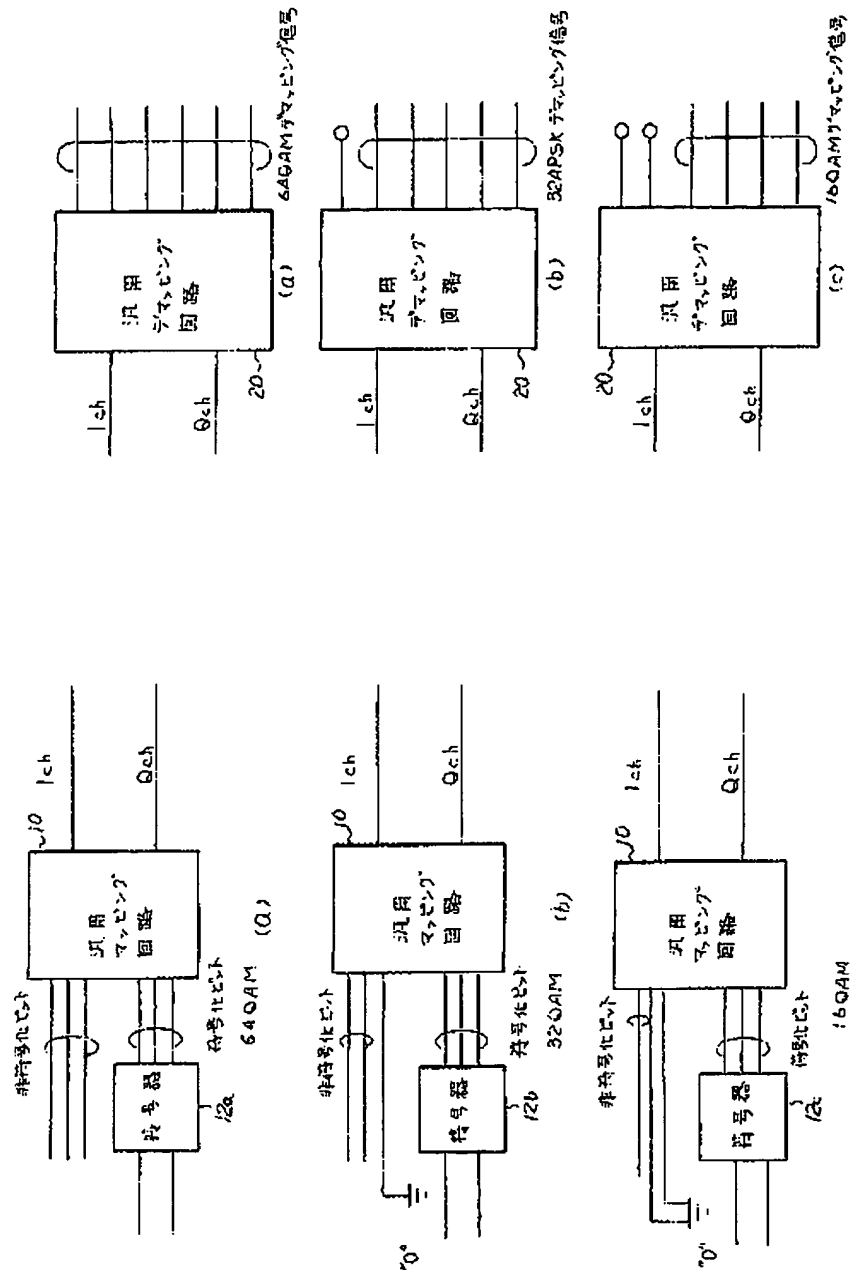 非符号化ビット
符号器
12a
符号化ビット
64QAM
汎用
マッピング
回路
10
Ich
Qch
(a)
非符号化ビット
"0"
符号器
12b
符号化ビット
32QAM
汎用
マッピング
回路
10
Ich
Qch
(b)
非符号化ビット
"0"
符号器
12c
符号化ビット
16QAM
汎用
マッピング
回路
10
Ich
Qch
Ich
Qch
20
汎用
デマッピング
回路
64QAMデマッピング信号
(a)
Ich
Qch
20
汎用
デマッピング
回路
32APSKデマッピング信号
(b)
20
Ich
Qch
汎用
デマッピング
回路
16QAMデマッピング信号
(c)